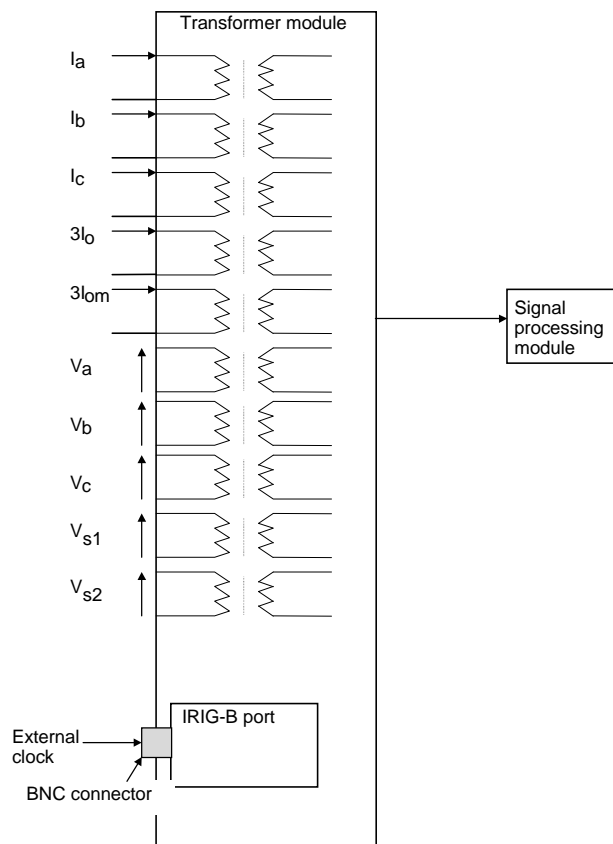 Transformer module
Ia
Ib
Ic
3Io
3Iom
Signal
processing
module
Va
Vb
Vc
Vs1
Vs2
IRIG-B port
External
clock
BNC connector